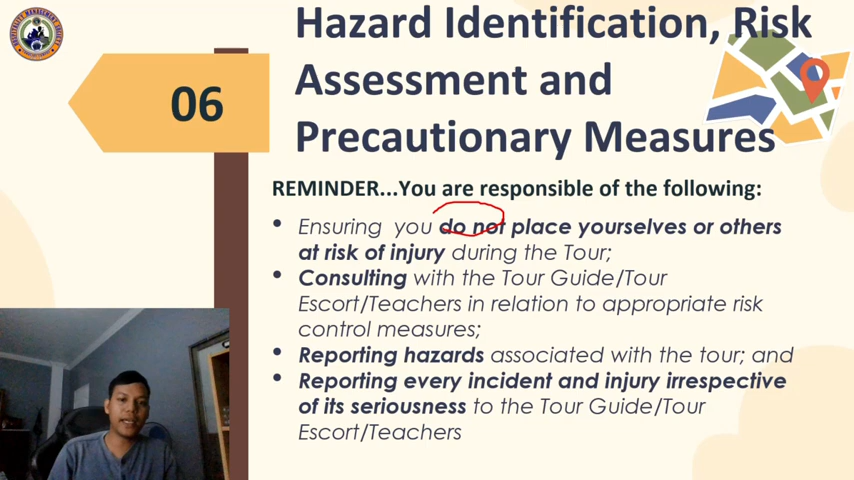 Hazard Identification, Risk
Assessment and
Precautionary Measures
06
REMINDER...You are responsible of the following:
• Ensuring you do not place yourselves or others
at risk of injury during the Tour;
• Consulting with the Tour Guide/Tour
Escort/Teachers in relation to appropriate risk
control measures;
• Reporting hazards associated with the tour; and
• Reporting every incident and injury irrespective
of its seriousness to the Tour Guide/Tour
Escort/Teachers